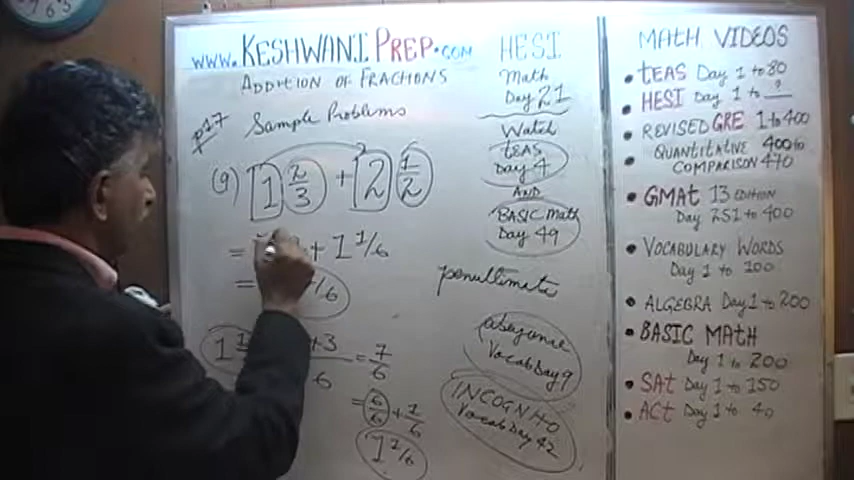 www.KESHWANIPREP.COM
ADDITION OF FRACTIONS
p17
Sample Problems
(9) 1 2/3 + 2 1/2
= + 1 1/6
= 1/6
+3
6
= 7/6
= 6/6 + 1/6
1 1/6
HESI
Math
Day 21
Watch
TEAS
Day 4
AND
BASIC Math
Day 49
penultimate
abeyance
Vocab Day 9
INCOGNITO
Vocab Day 42
MATH VIDEOS
• TEAS Day 1 to 80
• HESI Day 1 to ?
• REVISED GRE 1 to 400
• QUANTITATIVE 400 to
COMPARISON 470
• GMAT 13 EDITION
Day 251 to 400
• VOCABULARY WORDS
Day 1 to 100
• ALGEBRA Day 1 to 200
• BASIC MATH
Day 1 to 200
• SAT Day 1 to 150
• ACT Day 1 to 40